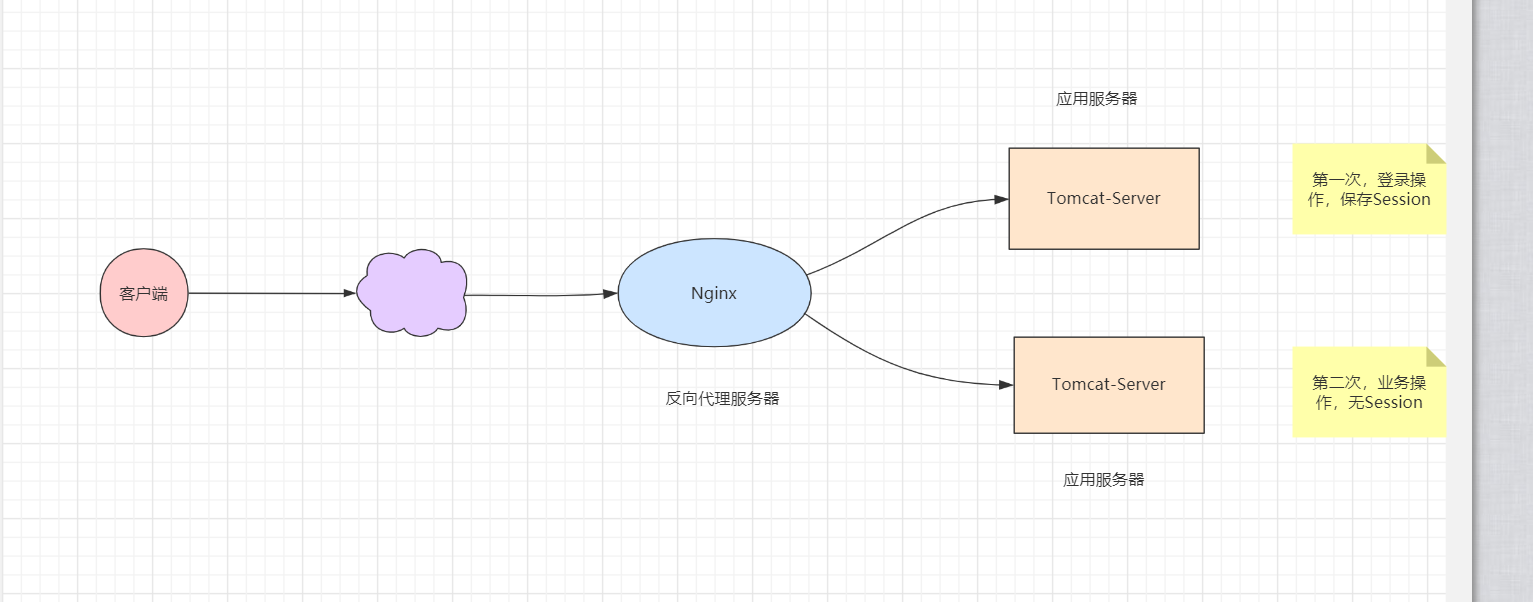 应用服务器
Tomcat-Server
第一次，登录操
作，保存Session
客户端
Nginx
反向代理服务器
Tomcat-Server
第二次，业务操
作，无Session
应用服务器